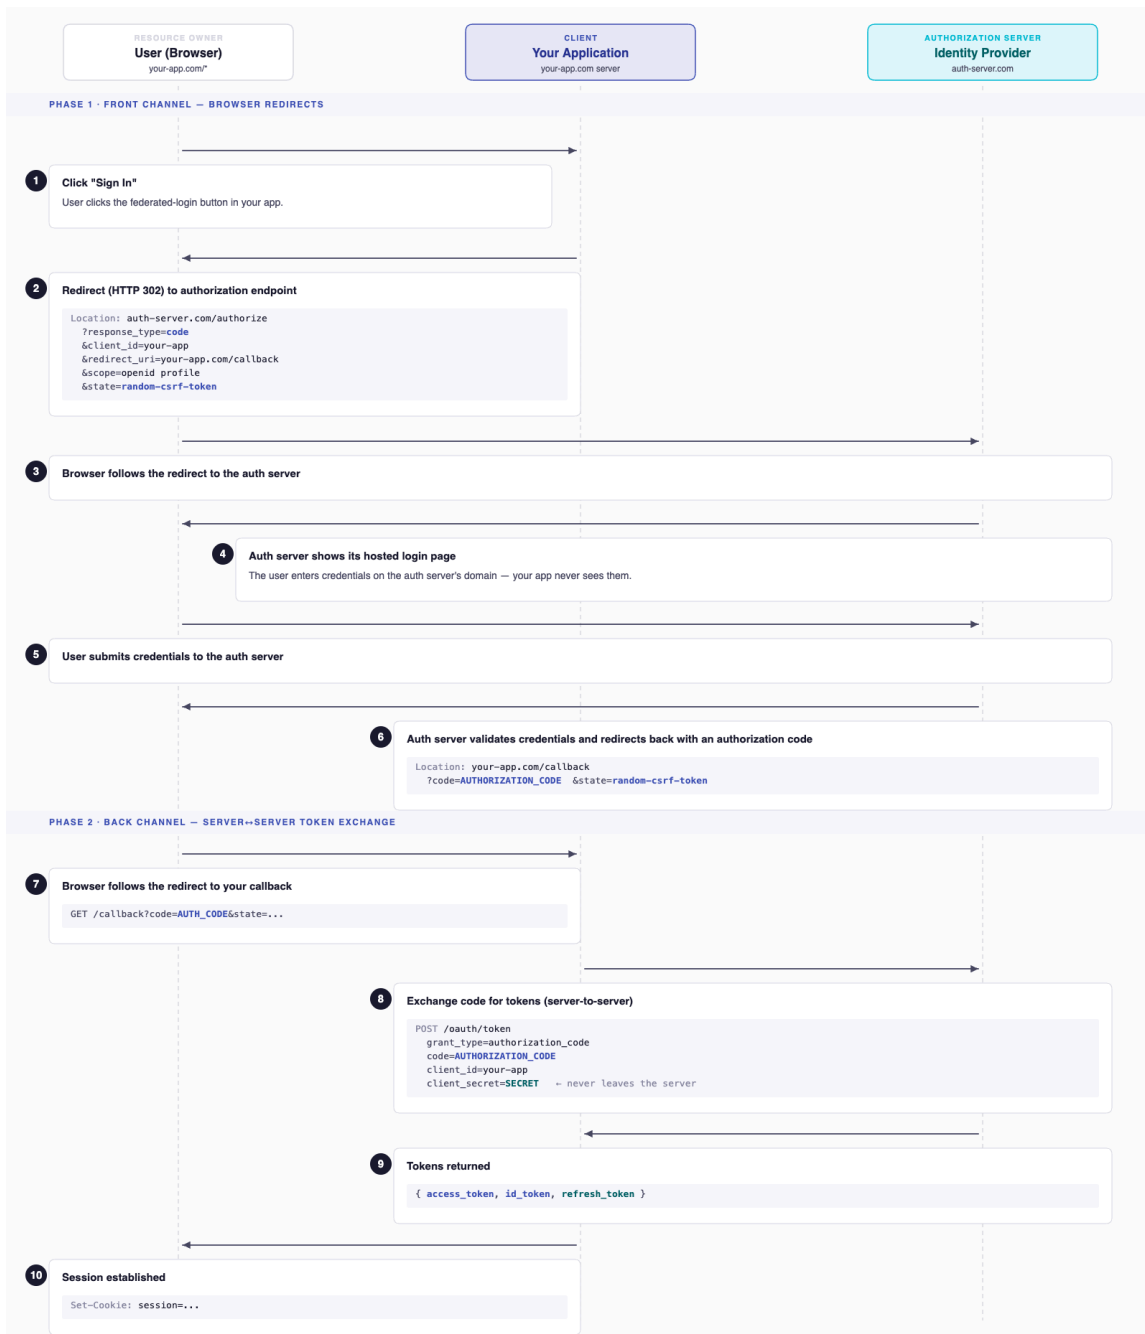 RESOURCE OWNER
User (Browser)
your-app.com/*
CLIENT
Your Application
your-app.com server
AUTHORIZATION SERVER
Identity Provider
auth-server.com
PHASE 1 · FRONT CHANNEL — BROWSER REDIRECTS
1
Click "Sign In"
User clicks the federated-login button in your app.
2
Redirect (HTTP 302) to authorization endpoint
Location: auth-server.com/authorize
?response_type=code
&client_id=your-app
&redirect_uri=your-app.com/callback
&scope=openid profile
&state=random-csrf-token
3
Browser follows the redirect to the auth server
4
Auth server shows its hosted login page
The user enters credentials on the auth server's domain — your app never sees them.
5
User submits credentials to the auth server
6
Auth server validates credentials and redirects back with an authorization code
Location: your-app.com/callback
?code=AUTHORIZATION_CODE &state=random-csrf-token
PHASE 2 · BACK CHANNEL — SERVER↔SERVER TOKEN EXCHANGE
7
Browser follows the redirect to your callback
GET /callback?code=AUTH_CODE&state=...
8
Exchange code for tokens (server-to-server)
POST /oauth/token
grant_type=authorization_code
code=AUTHORIZATION_CODE
client_id=your-app
client_secret=SECRET ← never leaves the server
9
Tokens returned
{ access_token, id_token, refresh_token }
10
Session established
Set-Cookie: session=...